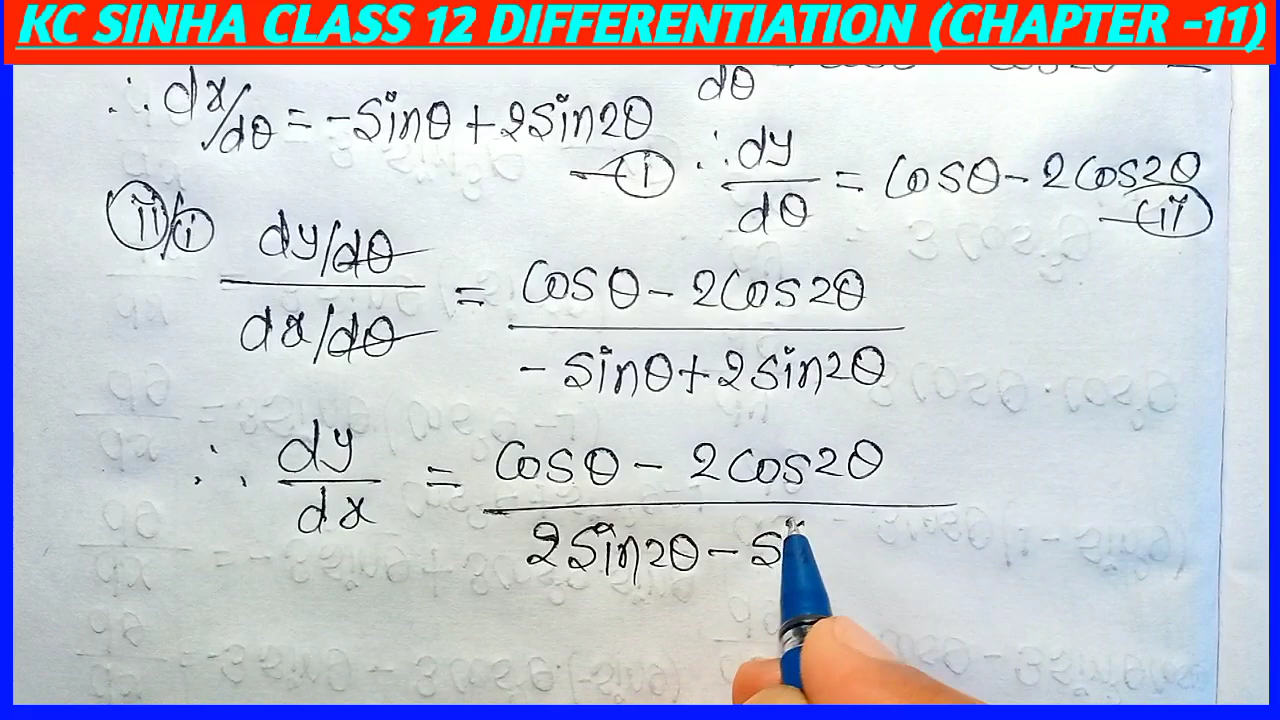 KC SINHA CLASS 12 DIFFERENTIATION (CHAPTER -11)
dθ
∴ dx/dθ = -Sinθ + 2Sin2θ —(i)
∴ dy/dθ = Cosθ - 2Cos2θ —(ii)
(ii)/(i) (dy/dθ)/(dx/dθ) = (Cosθ - 2Cos2θ)/(-Sinθ + 2Sin2θ)
∴ dy/dx = (Cosθ - 2Cos2θ)/(2Sin2θ - S